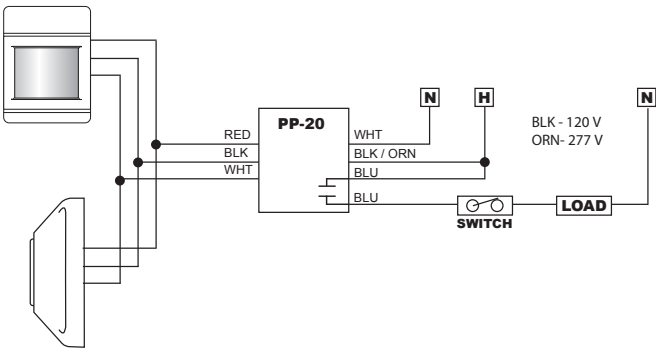 N
H
N
BLK - 120 V
ORN- 277 V
PP-20
RED
WHT
BLK
BLK / ORN
WHT
BLU
BLU
SWITCH
LOAD